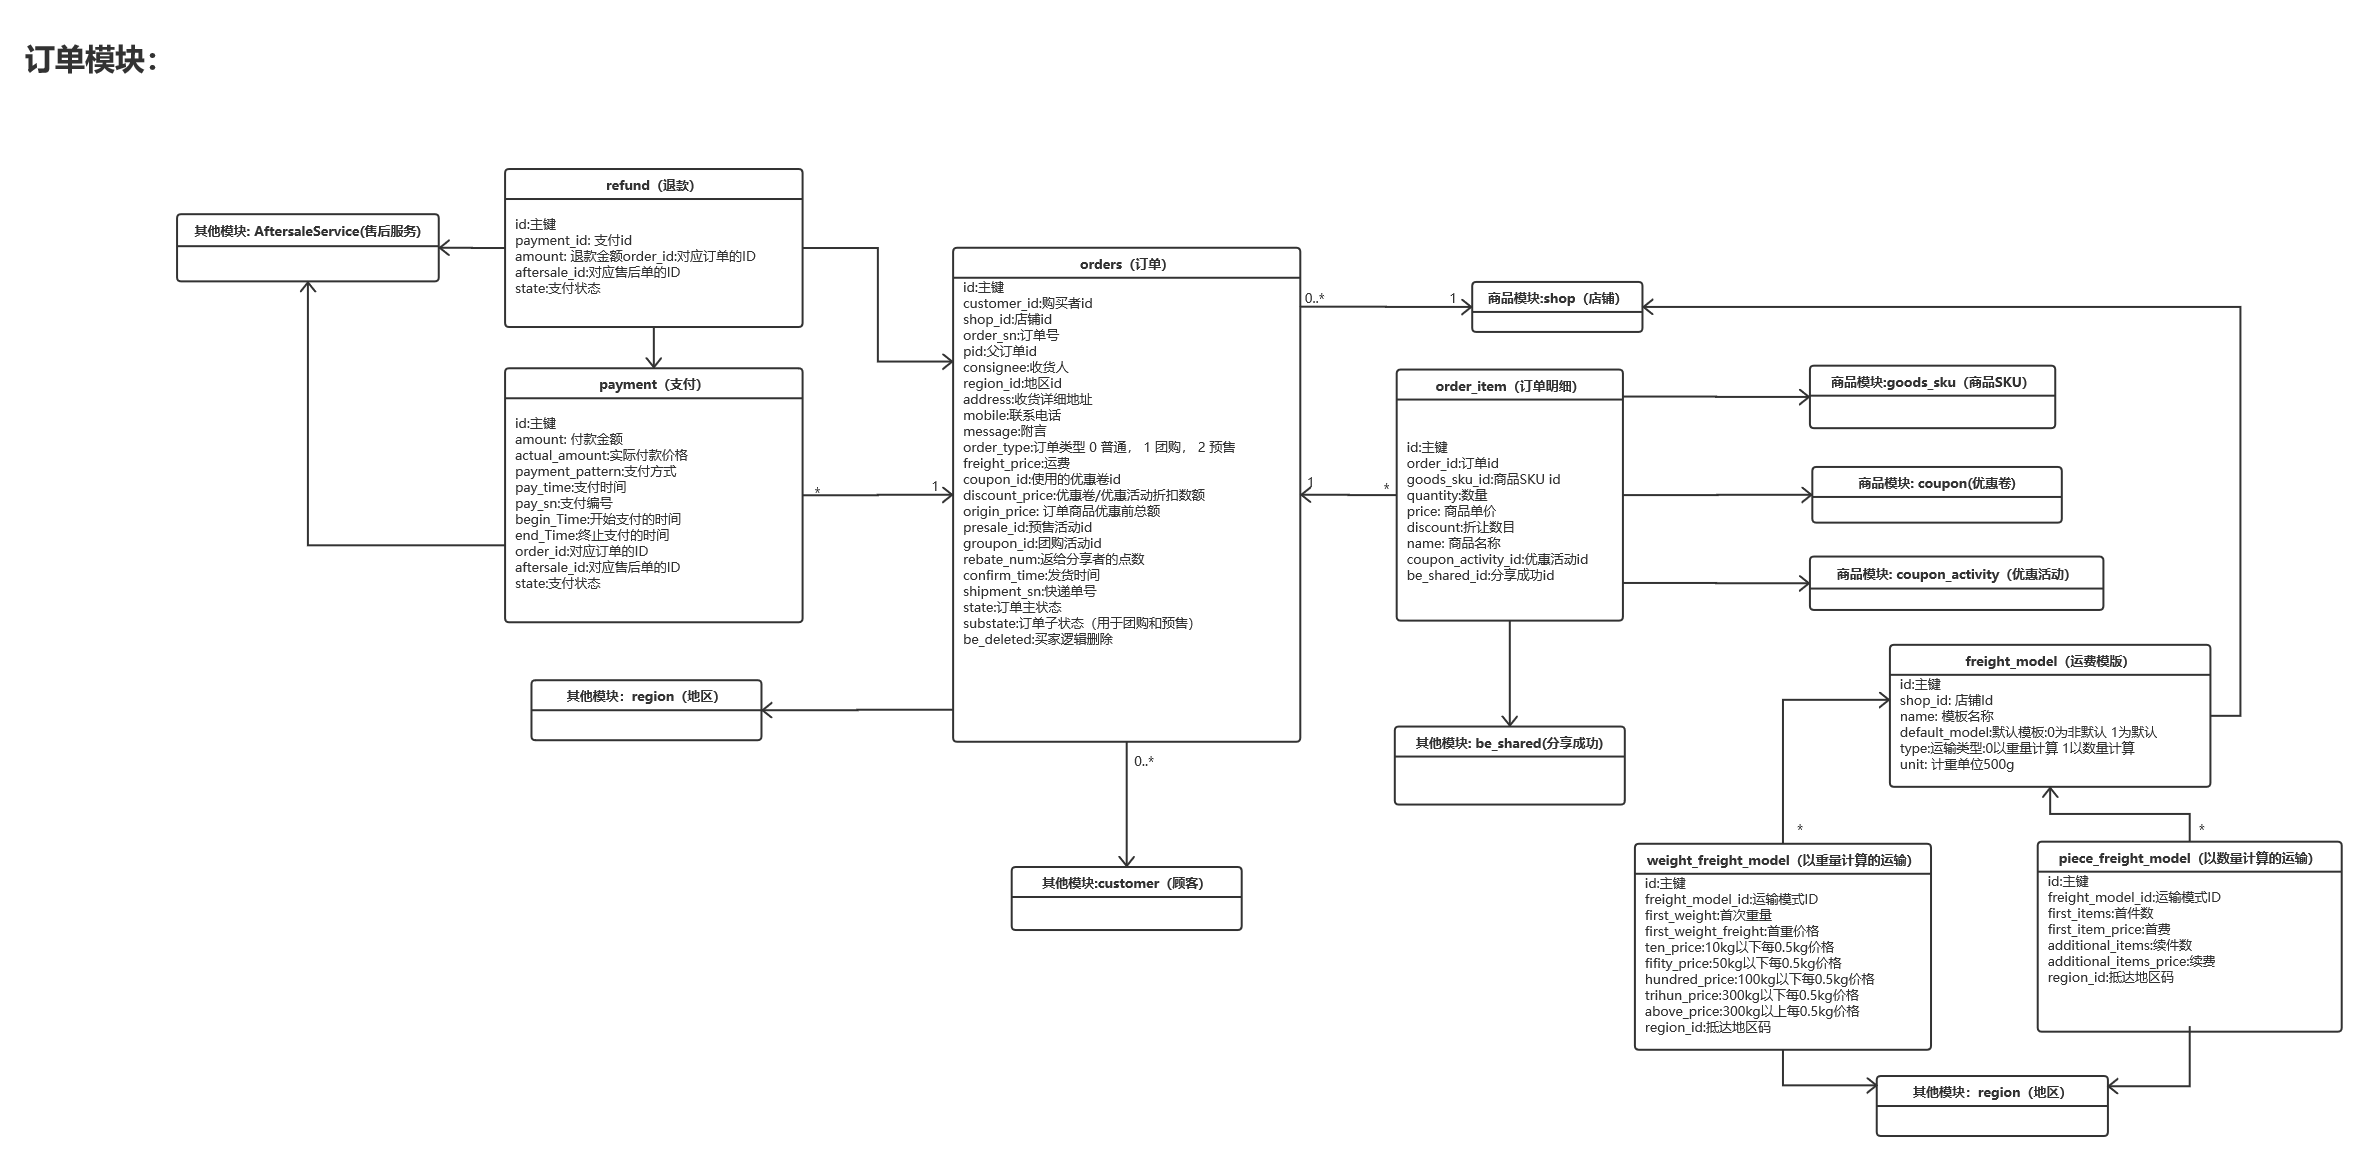 订单模块：
refund（退款）
id:主键
payment_id: 支付id
amount: 退款金额order_id:对应订单的ID
aftersale_id:对应售后单的ID
state:支付状态
其他模块: AftersaleService(售后服务)
payment（支付）
id:主键
amount: 付款金额
actual_amount:实际付款价格
payment_pattern:支付方式
pay_time:支付时间
pay_sn:支付编号
begin_Time:开始支付的时间
end_Time:终止支付的时间
order_id:对应订单的ID
aftersale_id:对应售后单的ID
state:支付状态
*
1
其他模块：region（地区）
orders（订单）
id:主键
customer_id:购买者id
shop_id:店铺id
order_sn:订单号
pid:父订单id
consignee:收货人
region_id:地区id
address:收货详细地址
mobile:联系电话
message:附言
order_type:订单类型 0 普通， 1 团购， 2 预售
freight_price:运费
coupon_id:使用的优惠卷id
discount_price:优惠卷/优惠活动折扣数额
origin_price: 订单商品优惠前总额
presale_id:预售活动id
groupon_id:团购活动id
rebate_num:返给分享者的点数
confirm_time:发货时间
shipment_sn:快递单号
state:订单主状态
substate:订单子状态（用于团购和预售）
be_deleted:买家逻辑删除
0..*
其他模块:customer（顾客）
0..*
1
商品模块:shop（店铺）
1
*
order_item（订单明细）
id:主键
order_id:订单id
goods_sku_id:商品SKU id
quantity:数量
price: 商品单价
discount:折让数目
name: 商品名称
coupon_activity_id:优惠活动id
be_shared_id:分享成功id
商品模块:goods_sku（商品SKU）
商品模块: coupon(优惠卷)
商品模块: coupon_activity（优惠活动）
其他模块: be_shared(分享成功)
freight_model（运费模版）
id:主键
shop_id: 店铺Id
name: 模板名称
default_model:默认模板:0为非默认 1为默认
type:运输类型:0以重量计算 1以数量计算
unit: 计重单位500g
*
*
weight_freight_model（以重量计算的运输）
id:主键
freight_model_id:运输模式ID
first_weight:首次重量
first_weight_freight:首重价格
ten_price:10kg以下每0.5kg价格
fifity_price:50kg以下每0.5kg价格
hundred_price:100kg以下每0.5kg价格
trihun_price:300kg以下每0.5kg价格
above_price:300kg以上每0.5kg价格
region_id:抵达地区码
piece_freight_model（以数量计算的运输）
id:主键
freight_model_id:运输模式ID
first_items:首件数
first_item_price:首费
additional_items:续件数
additional_items_price:续费
region_id:抵达地区码
其他模块：region（地区）